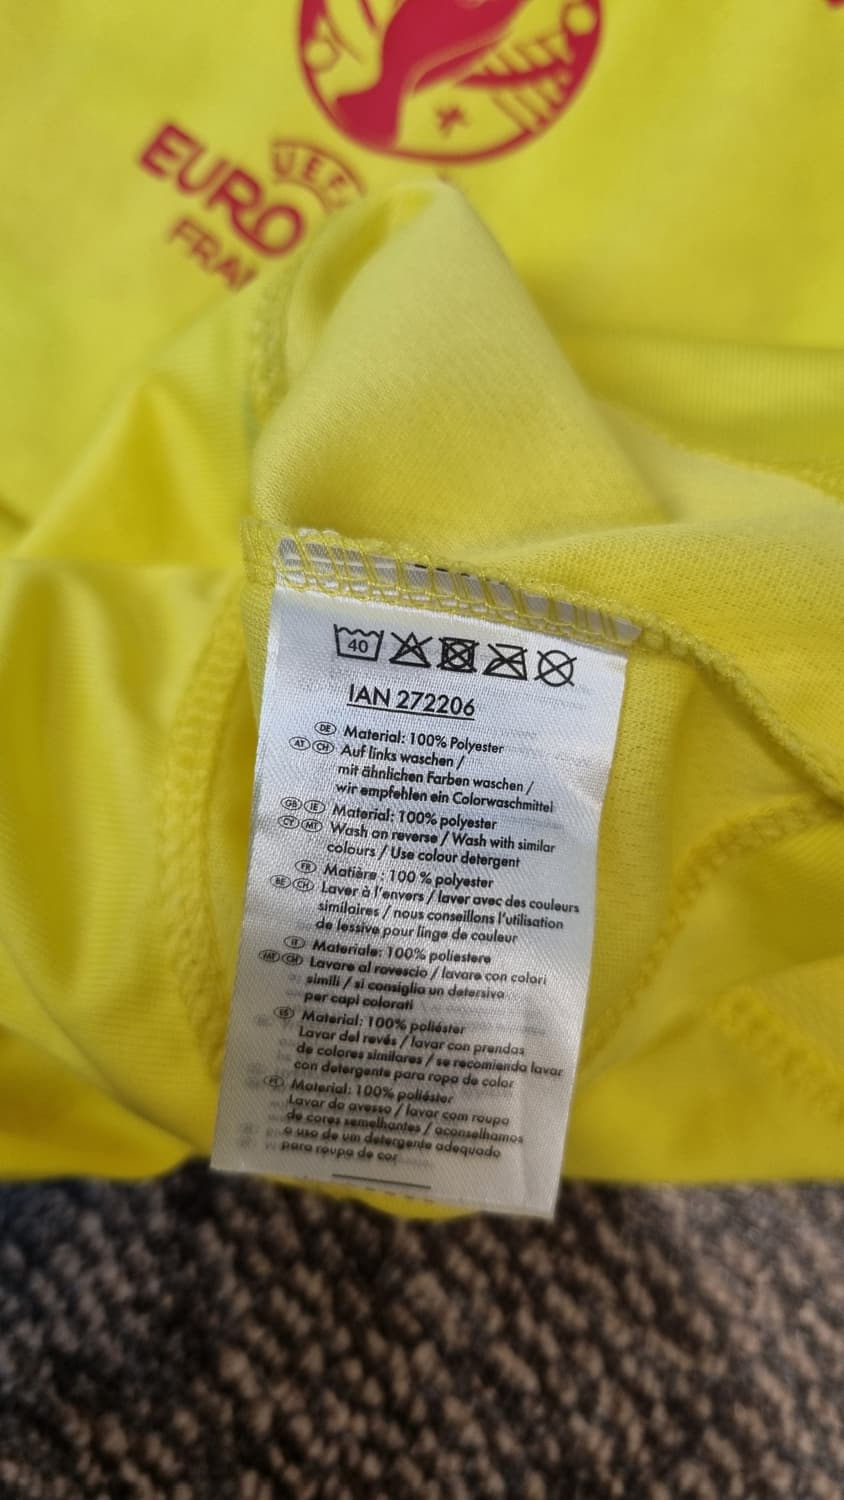 UEFA
EURO
FRAN
40
IAN 272206
DE Material: 100% Polyester
AT CH Auf links waschen /
mit ähnlichen Farben waschen /
wir empfehlen ein Colorwaschmittel
GB IE Material: 100% polyester
CY MT Wash on reverse / Wash with similar
colours / Use colour detergent
FR Matière : 100 % polyester
BE CH Laver à l'envers / laver avec des couleurs
similaires / nous conseillons l'utilisation
de lessive pour linge de couleur
IT Materiale: 100% poliestere
MT CH Lavare al rovescio / lavare con colori
simili / si consiglia un detersivo
per capi colorati
ES Material: 100% poliéster
Lavar del revés / lavar con prendas
de colores similares / se recomienda lavar
con detergente para ropa de color
PT Material: 100% poliéster
Lavar do avesso / lavar com roupa
de cores semelhantes / aconselhamos
o uso de um detergente adequado
para roupa de cor